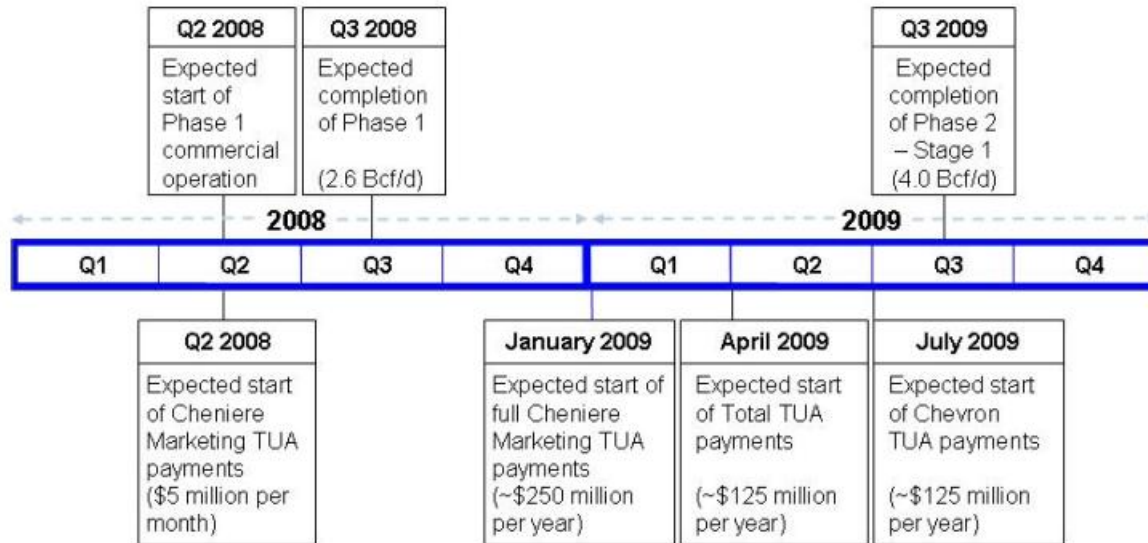 Q2 2008
Expected
start of
Phase 1
commercial
operation
Q3 2008
Expected
completion
of Phase 1
(2.6 Bcf/d)
Q3 2009
Expected
completion
of Phase 2
– Stage 1
(4.0 Bcf/d)
2008
2009
Q1
Q2
Q3
Q4
Q1
Q2
Q3
Q4
Q2 2008
Expected start
of Cheniere
Marketing TUA
payments
($5 million per
month)
January 2009
Expected start of
full Cheniere
Marketing TUA
payments
(~$250 million
per year)
April 2009
Expected start
of Total TUA
payments
(~$125 million
per year)
July 2009
Expected start
of Chevron
TUA payments
(~$125 million
per year)